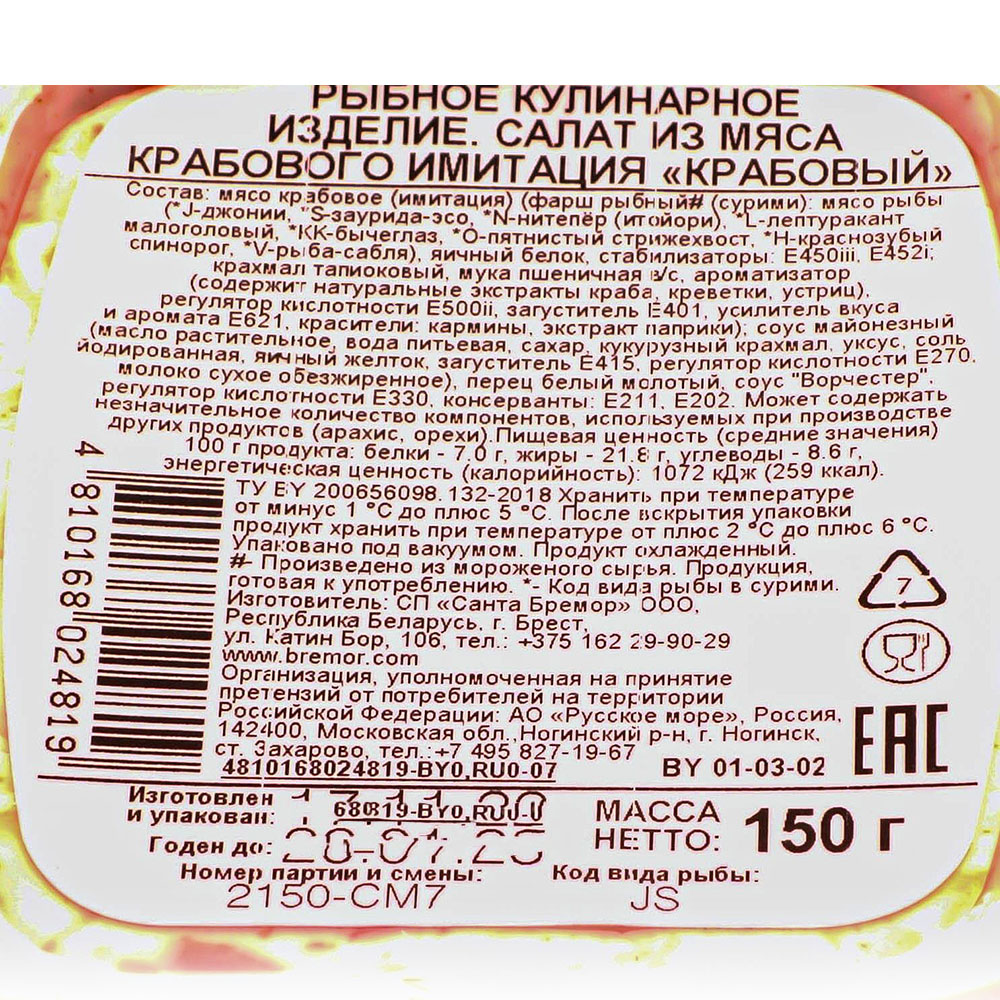 РЫБНОЕ КУЛИНАРНОЕ
ИЗДЕЛИЕ. САЛАТ ИЗ МЯСА
КРАБОВОГО ИМИТАЦИЯ «КРАБОВЫЙ»
Состав: мясо крабовое (имитация) (фарш рыбный# (сурими): мясо рыбы
(*J-джонии, *S-заурида-эсо, *N-нитепёр (итойори), *L-лептуракант
малоголовый, *KK-бычеглаз, *O-пятнистый стрижехвост, *H-краснозубый
спинорог, *V-рыба-сабля), яичный белок, стабилизаторы: E450iii, E452i;
крахмал тапиоковый, мука пшеничная в/с, ароматизатор
(содержит натуральные экстракты краба, креветки, устриц),
регулятор кислотности E500ii, загуститель E401, усилитель вкуса
и аромата E621, красители: кармины, экстракт паприки); соус майонезный
(масло растительное, вода питьевая, сахар, кукурузный крахмал, уксус, соль
йодированная, яичный желток, загуститель E415, регулятор кислотности E270,
молоко сухое обезжиренное), перец белый молотый, соус "Ворчестер",
регулятор кислотности E330, консерванты: E211, E202. Может содержать
незначительное количество компонентов, используемых при производстве
других продуктов (арахис, орехи).Пищевая ценность (средние значения)
100 г продукта: белки - 7,0 г, жиры - 21,8 г, углеводы - 8,6 г,
энергетическая ценность (калорийность): 1072 кДж (259 ккал).
ТУ BY 200656098.132-2018 Хранить при температуре
от минус 1 °С до плюс 5 °С. После вскрытия упаковки
продукт хранить при температуре от плюс 2 °С до плюс 6 °С.
Упаковано под вакуумом. Продукт охлажденный.
#- Произведено из мороженого сырья. Продукция,
готовая к употреблению. *- Код вида рыбы в сурими.
Изготовитель: СП «Санта Бремор» ООО,
Республика Беларусь, г. Брест,
ул. Катин Бор, 106, тел.: +375 162 29-90-29
www.bremor.com
Организация, уполномоченная на принятие
претензий от потребителей на территории
Российской Федерации: АО «Русское море», Россия,
142400, Московская обл.,Ногинский р-н, г. Ногинск,
ст. Захарово, тел.:+7 495 827-19-67
4810168024819-BY0,RU0-07
BY 01-03-02
4 810168 024819
7
EAC
Изготовлен
и упакован:
68819-BY0,RU0-0
Годен до:
Номер партии и смены:
2150-СМ7
МАССА
НЕТТО: 150 г
Код вида рыбы:
JS